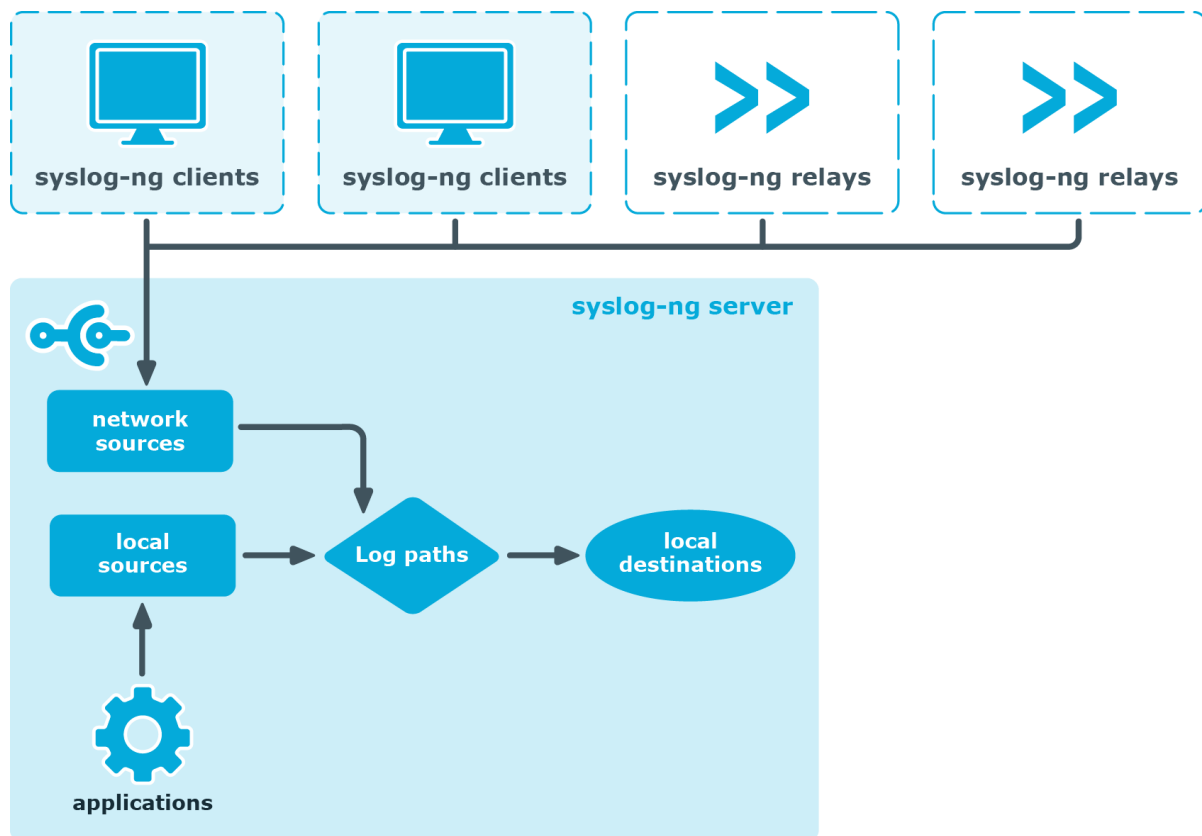 syslog-ng clients
syslog-ng clients
syslog-ng relays
syslog-ng relays
syslog-ng server
network
sources
local
sources
Log paths
local
destinations
applications